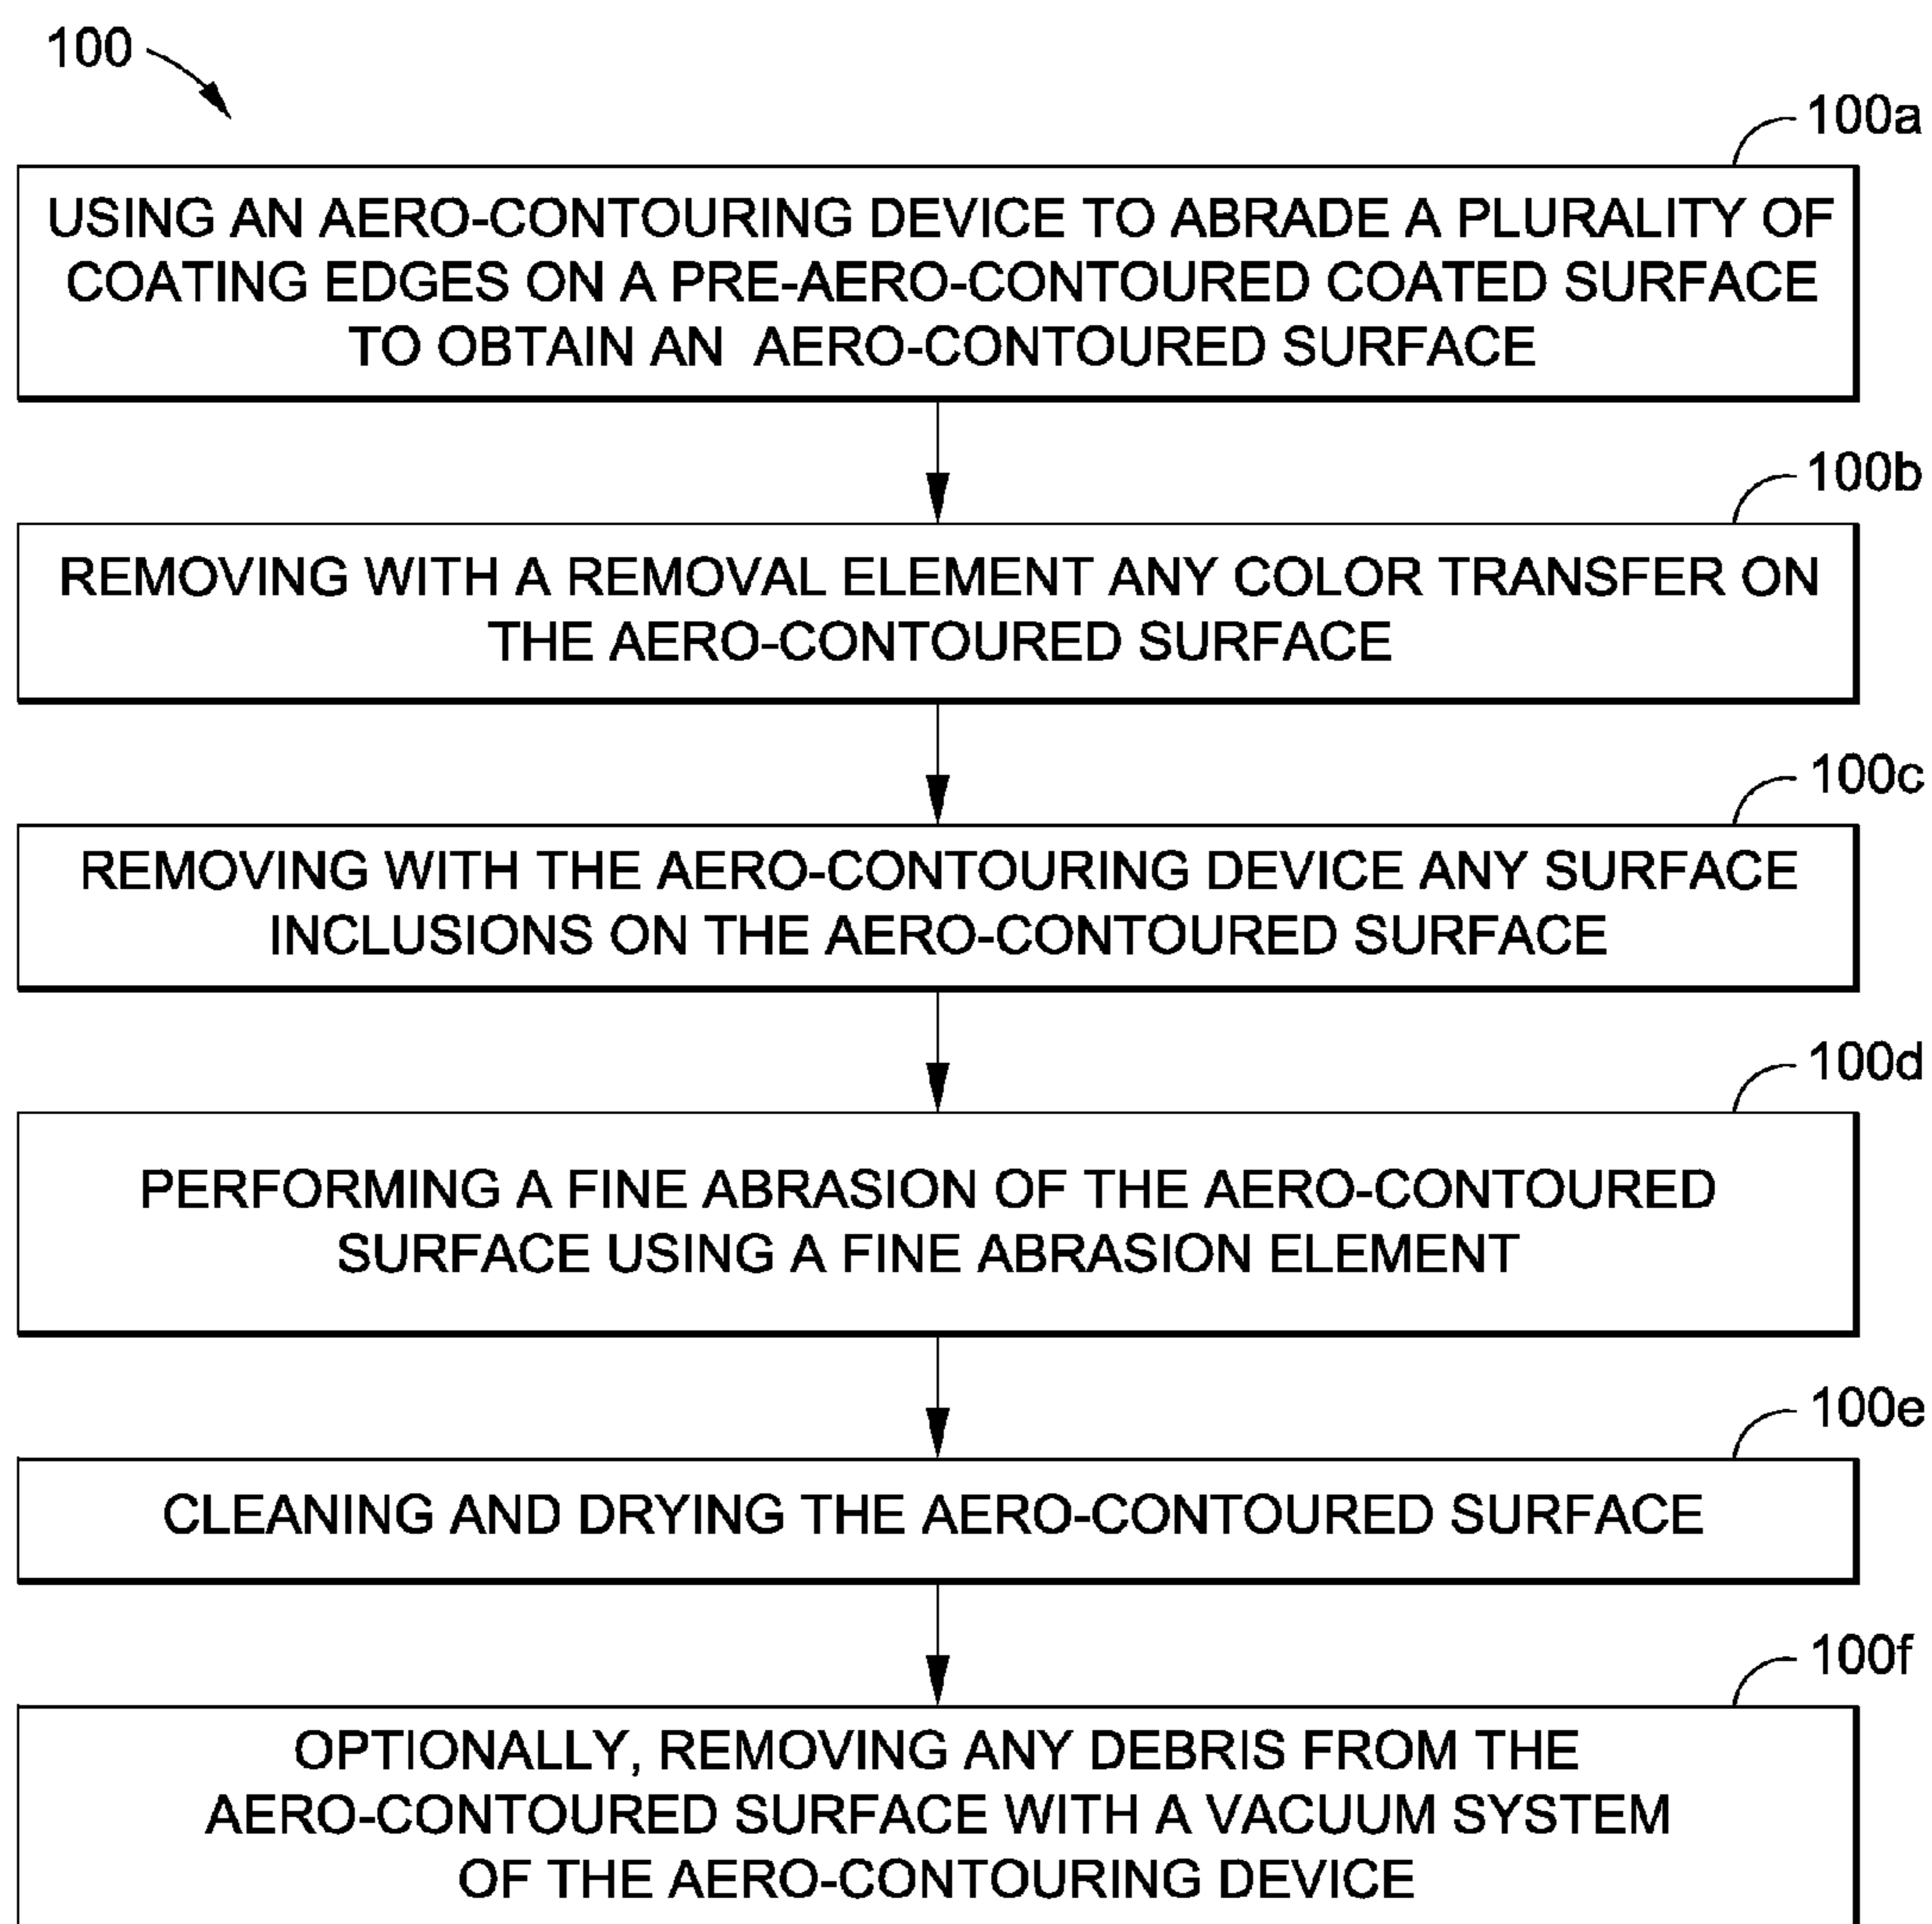 100
100a
USING AN AERO-CONTOURING DEVICE TO ABRADE A PLURALITY OF
COATING EDGES ON A PRE-AERO-CONTOURED COATED SURFACE
TO OBTAIN AN AERO-CONTOURED SURFACE
100b
REMOVING WITH A REMOVAL ELEMENT ANY COLOR TRANSFER ON
THE AERO-CONTOURED SURFACE
100c
REMOVING WITH THE AERO-CONTOURING DEVICE ANY SURFACE
INCLUSIONS ON THE AERO-CONTOURED SURFACE
100d
PERFORMING A FINE ABRASION OF THE AERO-CONTOURED
SURFACE USING A FINE ABRASION ELEMENT
100e
CLEANING AND DRYING THE AERO-CONTOURED SURFACE
100f
OPTIONALLY, REMOVING ANY DEBRIS FROM THE
AERO-CONTOURED SURFACE WITH A VACUUM SYSTEM
OF THE AERO-CONTOURING DEVICE